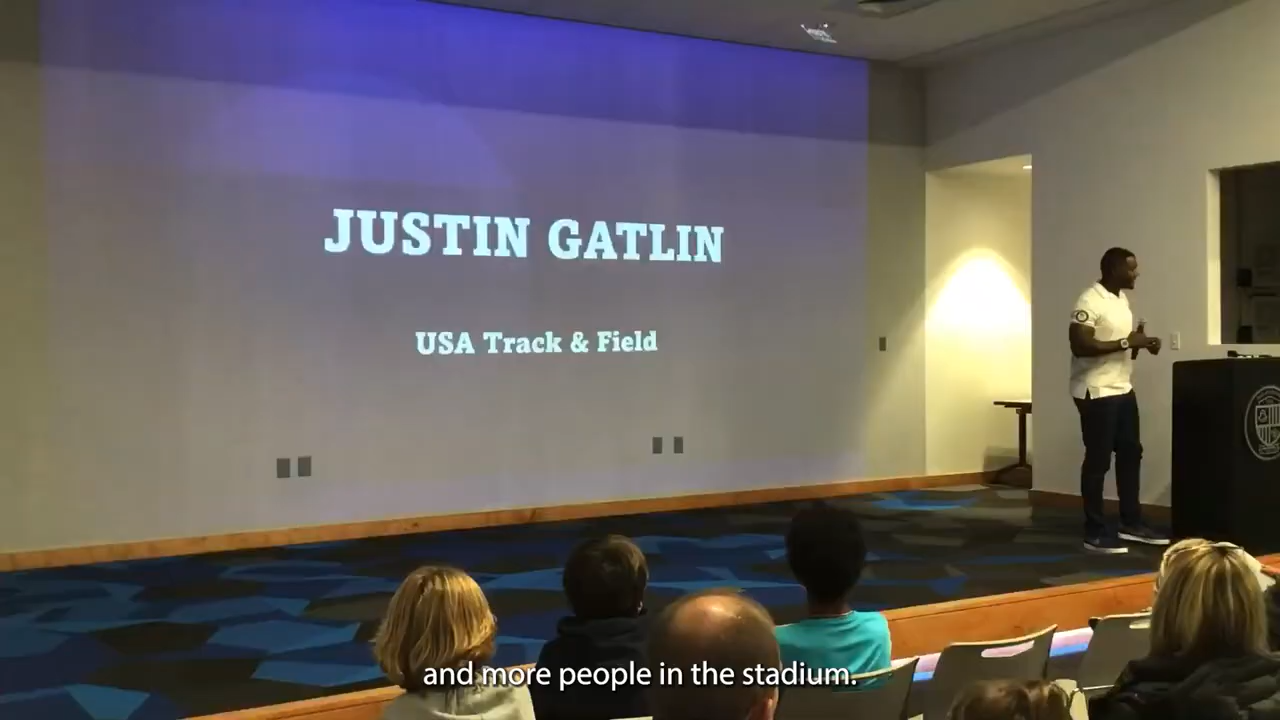 JUSTIN GATLIN
USA Track & Field
and more people in the stadium.